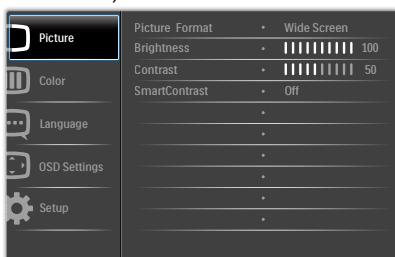 Picture
Color
Language
OSD Settings
Setup
Picture Format • Wide Screen
Brightness • 100
Contrast • 50
SmartContrast • Off